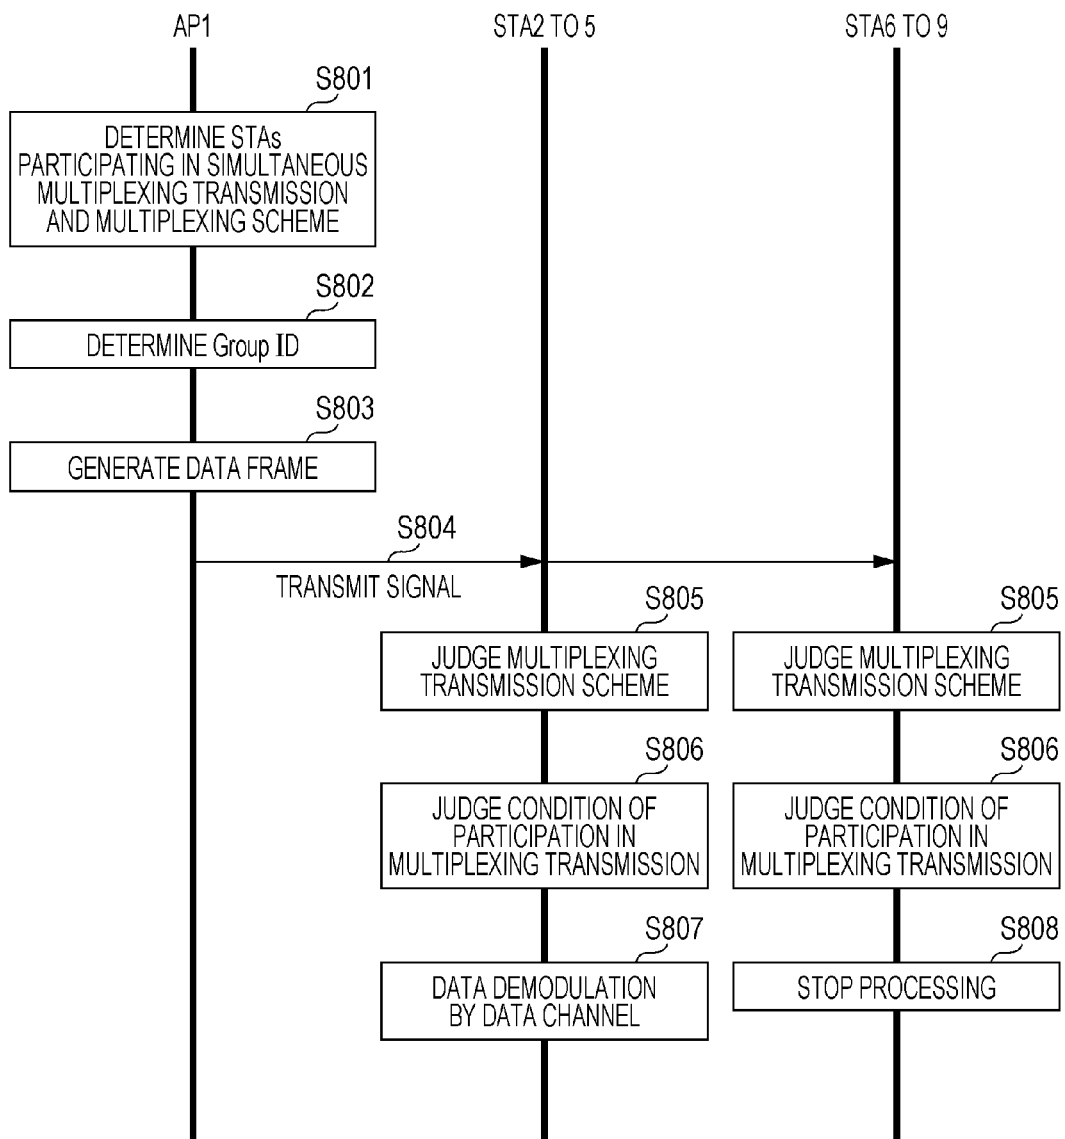 AP1
STA2 TO 5
STA6 TO 9
S801
DETERMINE STAs
PARTICIPATING IN SIMULTANEOUS
MULTIPLEXING TRANSMISSION
AND MULTIPLEXING SCHEME
S802
DETERMINE Group ID
S803
GENERATE DATA FRAME
S804
TRANSMIT SIGNAL
S805
JUDGE MULTIPLEXING
TRANSMISSION SCHEME
S805
JUDGE MULTIPLEXING
TRANSMISSION SCHEME
S806
JUDGE CONDITION OF
PARTICIPATION IN
MULTIPLEXING TRANSMISSION
S806
JUDGE CONDITION OF
PARTICIPATION IN
MULTIPLEXING TRANSMISSION
S807
DATA DEMODULATION
BY DATA CHANNEL
S808
STOP PROCESSING